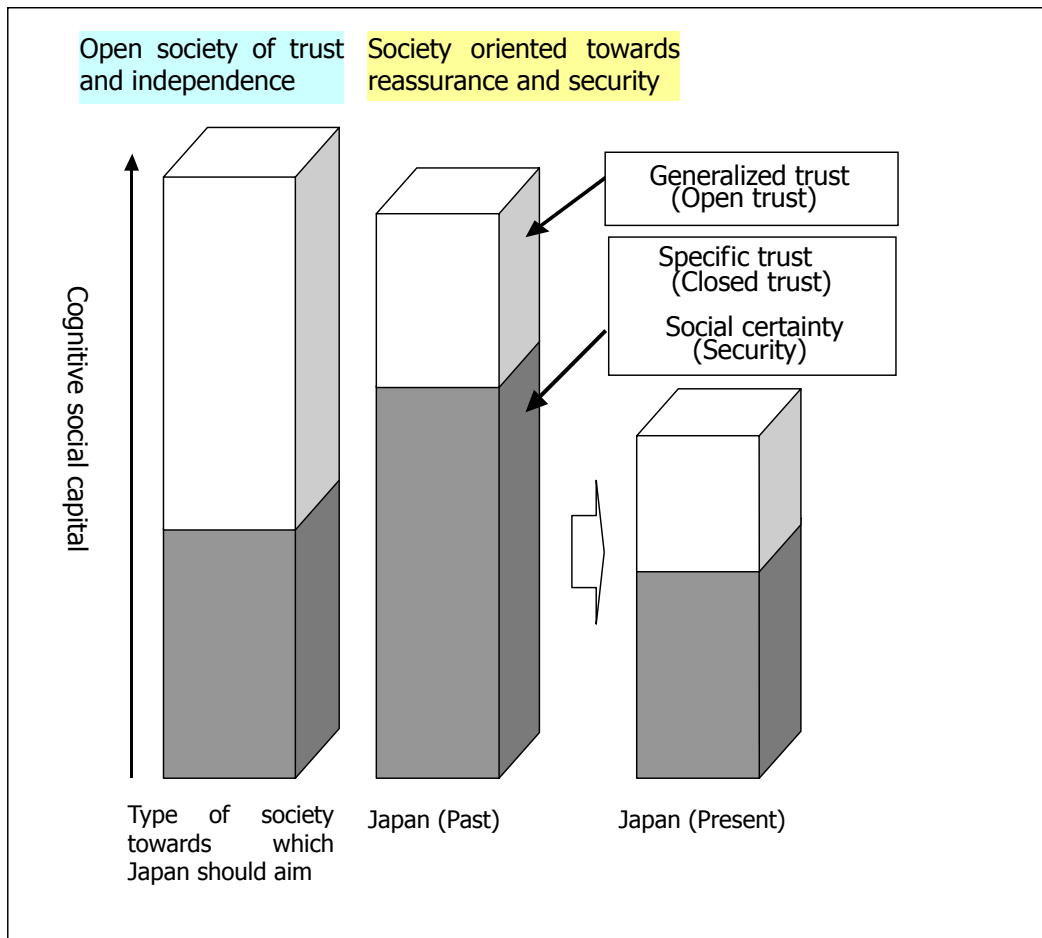 Open society of trust
and independence
Society oriented towards
reassurance and security
Generalized trust
(Open trust)
Specific trust
(Closed trust)
Social certainty
(Security)
Cognitive social capital
Type of society
towards which
Japan should aim
Japan (Past)
Japan (Present)